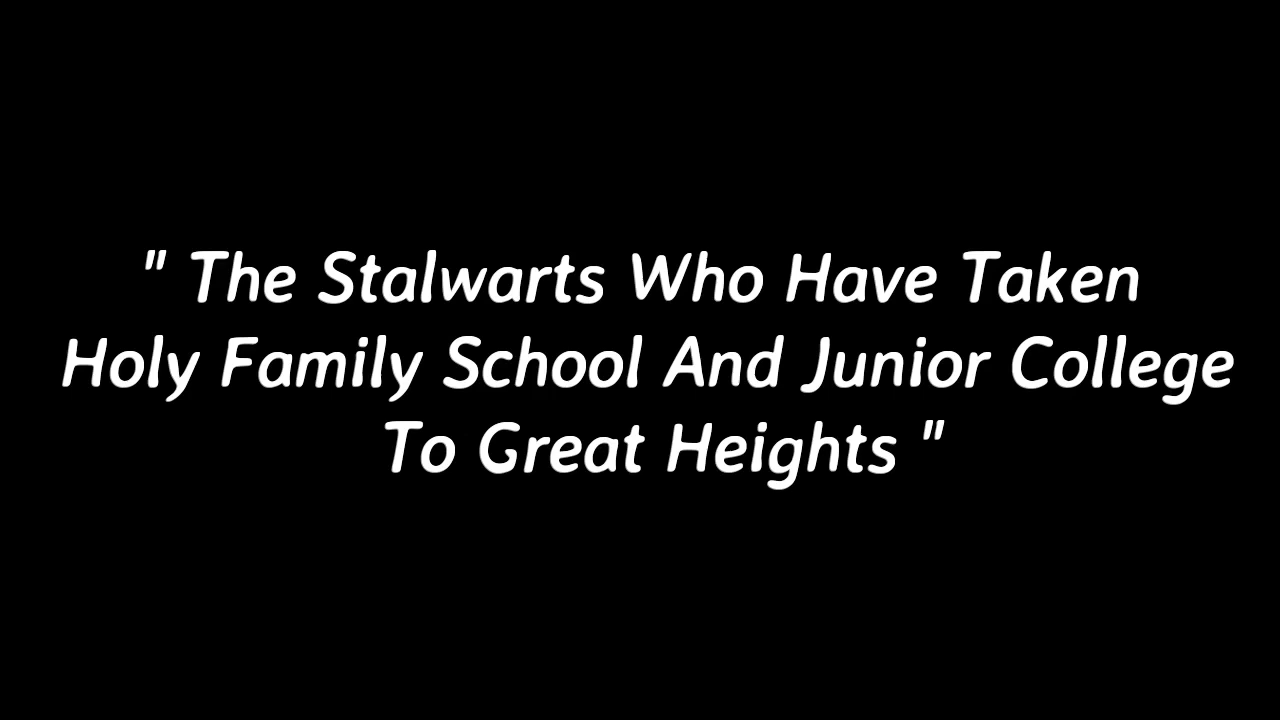 " The Stalwarts Who Have Taken
Holy Family School And Junior College
To Great Heights "